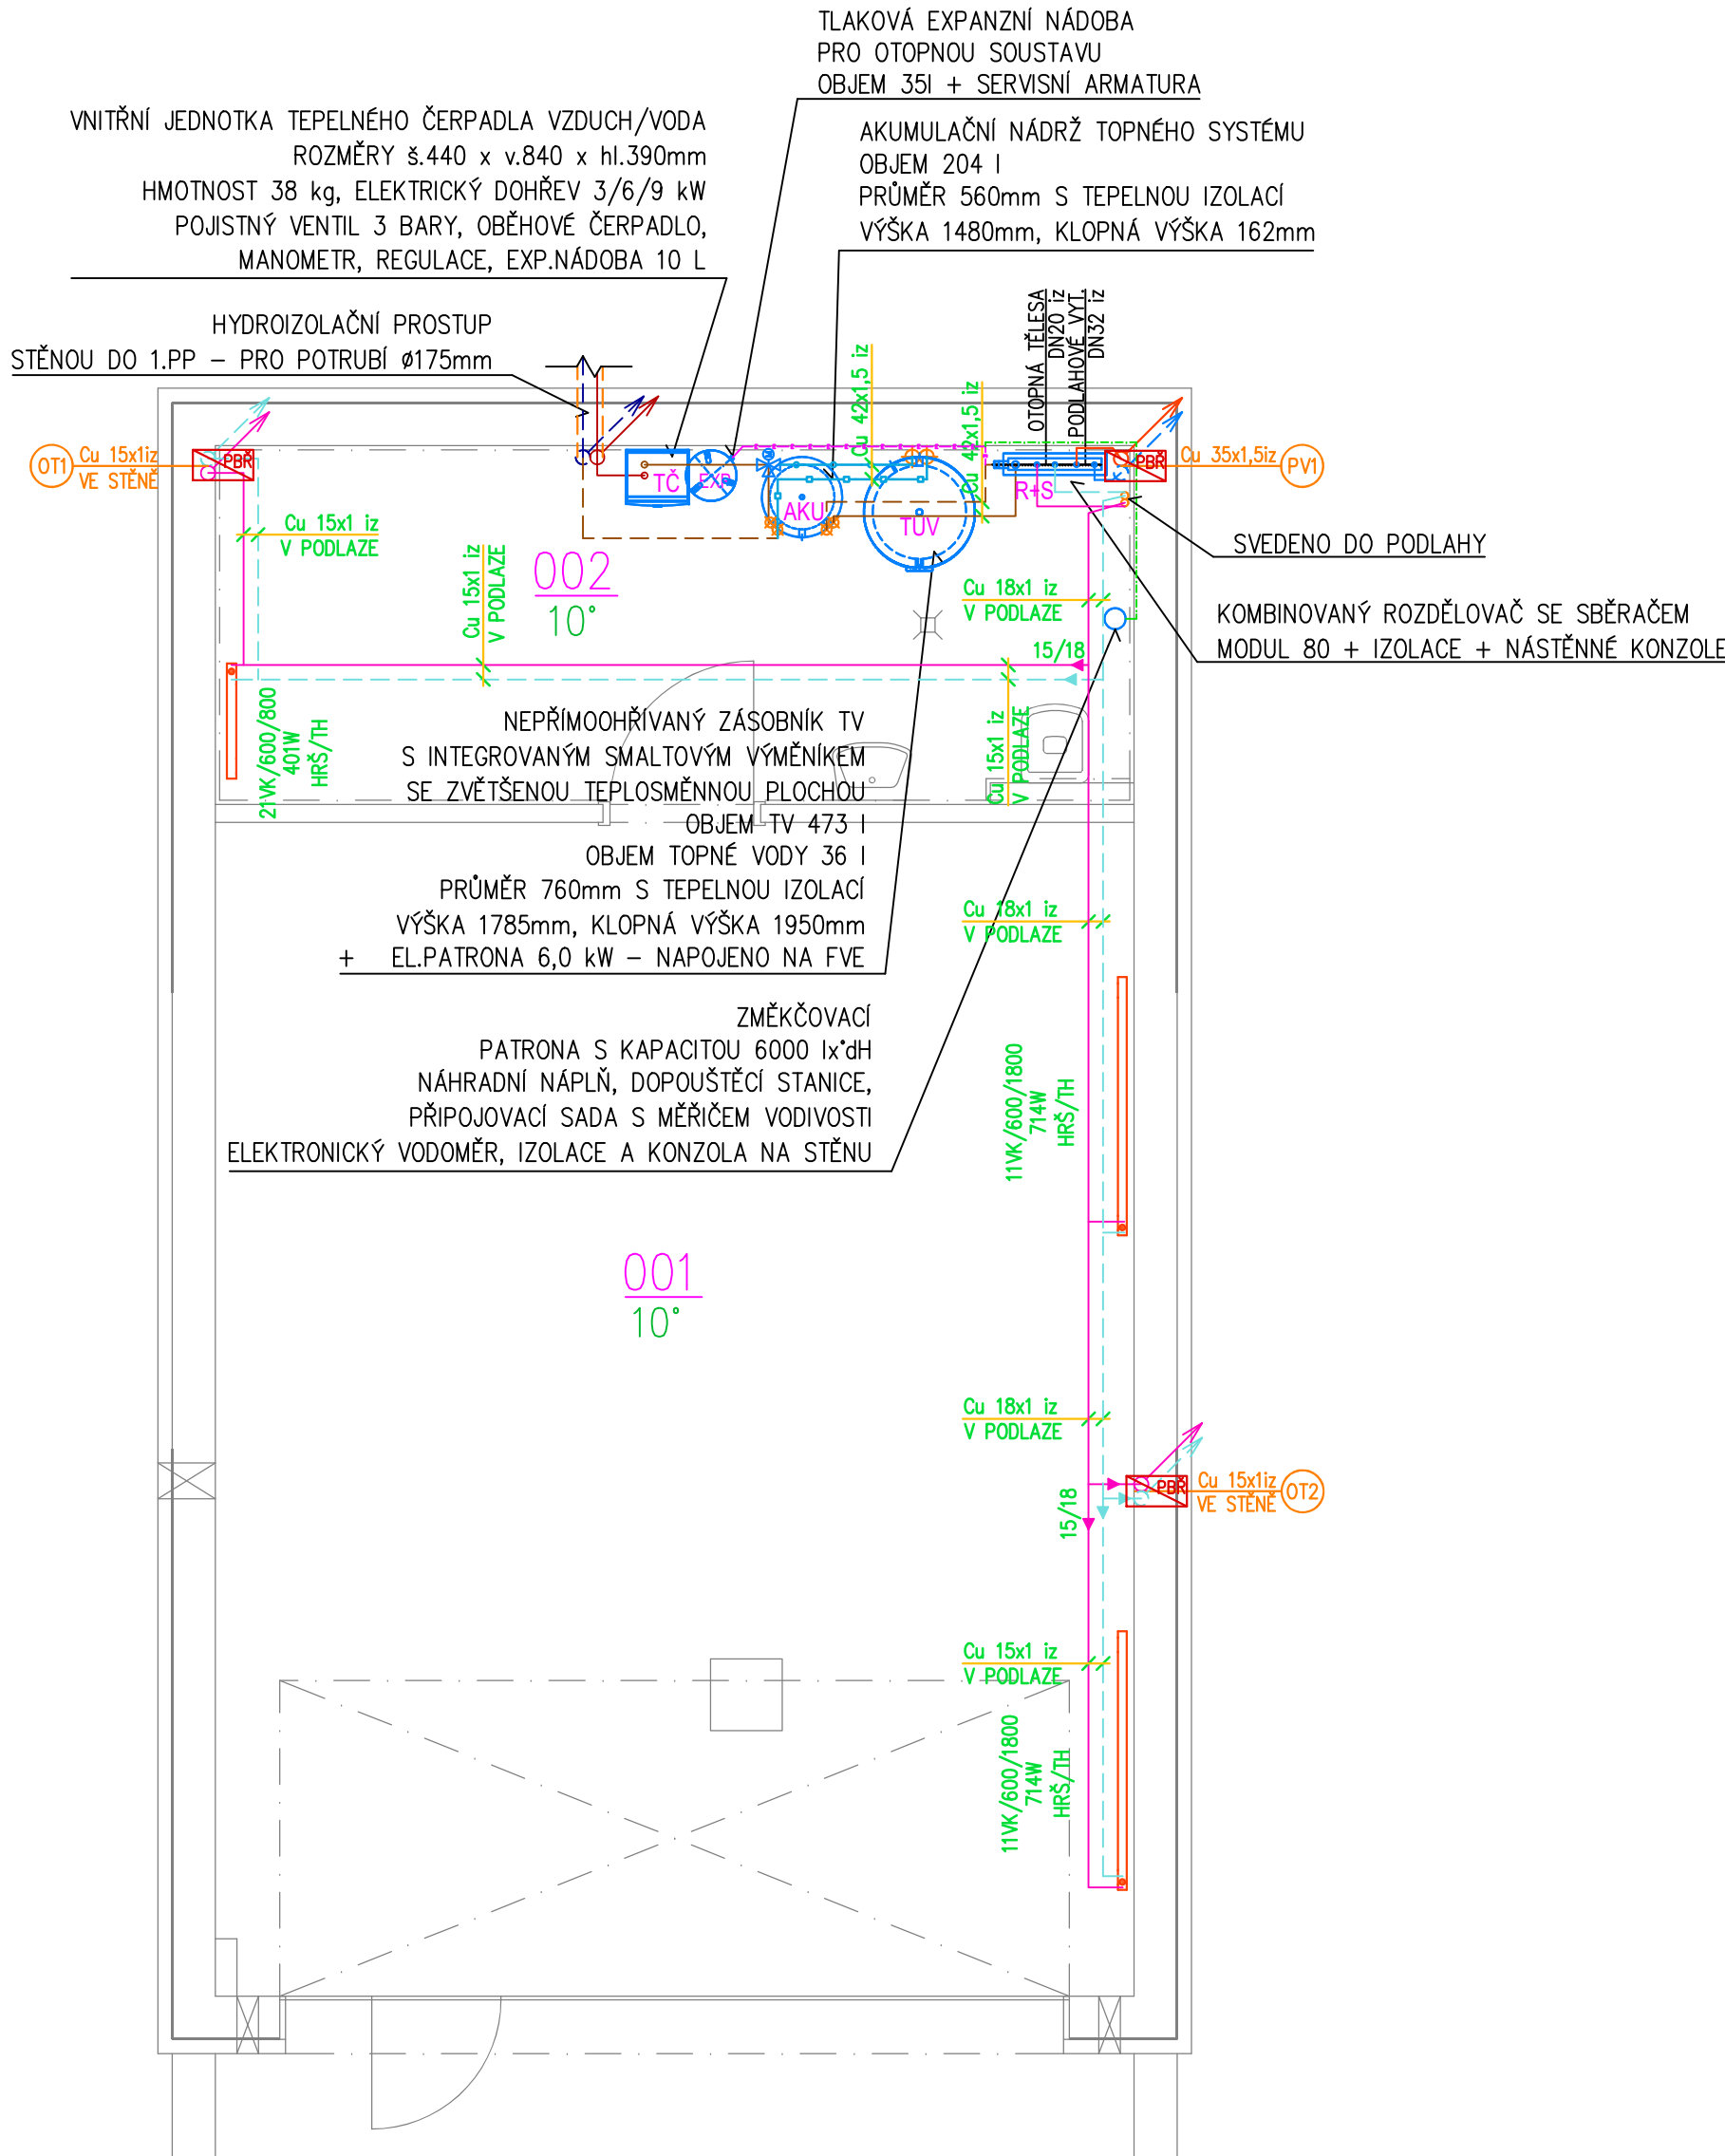 TLAKOVÁ EXPANZNÍ NÁDOBA
PRO OTOPNOU SOUSTAVU
OBJEM 35l + SERVISNÍ ARMATURA
VNITŘNÍ JEDNOTKA TEPELNÉHO ČERPADLA VZDUCH/VODA
ROZMĚRY š.440 x v.840 x hl.390mm
HMOTNOST 38 kg, ELEKTRICKÝ DOHŘEV 3/6/9 kW
POJISTNÝ VENTIL 3 BARY, OBĚHOVÉ ČERPADLO,
MANOMETR, REGULACE, EXP.NÁDOBA 10 L
AKUMULAČNÍ NÁDRŽ TOPNÉHO SYSTÉMU
OBJEM 204 l
PRŮMĚR 560mm S TEPELNOU IZOLACÍ
VÝŠKA 1480mm, KLOPNÁ VÝŠKA 162mm
HYDROIZOLAČNÍ PROSTUP
STĚNOU DO 1.PP – PRO POTRUBÍ ø175mm
OTOPNÁ TĚLESA
DN20 iz
PODLAHOVÉ VYT.
DN32 iz
Cu 42x1,5 iz
Cu 42x1,5 iz
OT1
Cu 15x1iz
VE STĚNĚ
PBŘ
TČ
EXP
AKU
TUV
R+S
PBŘ
Cu 35x1,5iz
PV1
Cu 15x1 iz
V PODLAZE
Cu 15x1 iz
V PODLAZE
002
10°
SVEDENO DO PODLAHY
Cu 18x1 iz
V PODLAZE
KOMBINOVANÝ ROZDĚLOVAČ SE SBĚRAČEM
MODUL 80 + IZOLACE + NÁSTĚNNÉ KONZOLE
15/18
21VK/600/800
401W
HRŠ/TH
Cu 15x1 iz
V PODLAZE
NEPŘÍMOOHŘÍVANÝ ZÁSOBNÍK TV
S INTEGROVANÝM SMALTOVÝM VÝMĚNÍKEM
SE ZVĚTŠENOU TEPLOSMĚNNOU PLOCHOU
OBJEM TV 473 l
OBJEM TOPNÉ VODY 36 l
PRŮMĚR 760mm S TEPELNOU IZOLACÍ
VÝŠKA 1785mm, KLOPNÁ VÝŠKA 1950mm
+ EL.PATRONA 6,0 kW – NAPOJENO NA FVE
Cu 18x1 iz
V PODLAZE
ZMĚKČOVACÍ
PATRONA S KAPACITOU 6000 lx°dH
NÁHRADNÍ NÁPLŇ, DOPOUŠTĚCÍ STANICE,
PŘIPOJOVACÍ SADA S MĚŘIČEM VODIVOSTI
ELEKTRONICKÝ VODOMĚR, IZOLACE A KONZOLA NA STĚNU
11VK/600/1800
714W
HRŠ/TH
001
10°
Cu 18x1 iz
V PODLAZE
15/18
PBŘ
Cu 15x1iz
VE STĚNĚ
OT2
Cu 15x1 iz
V PODLAZE
11VK/600/1800
714W
HRŠ/TH